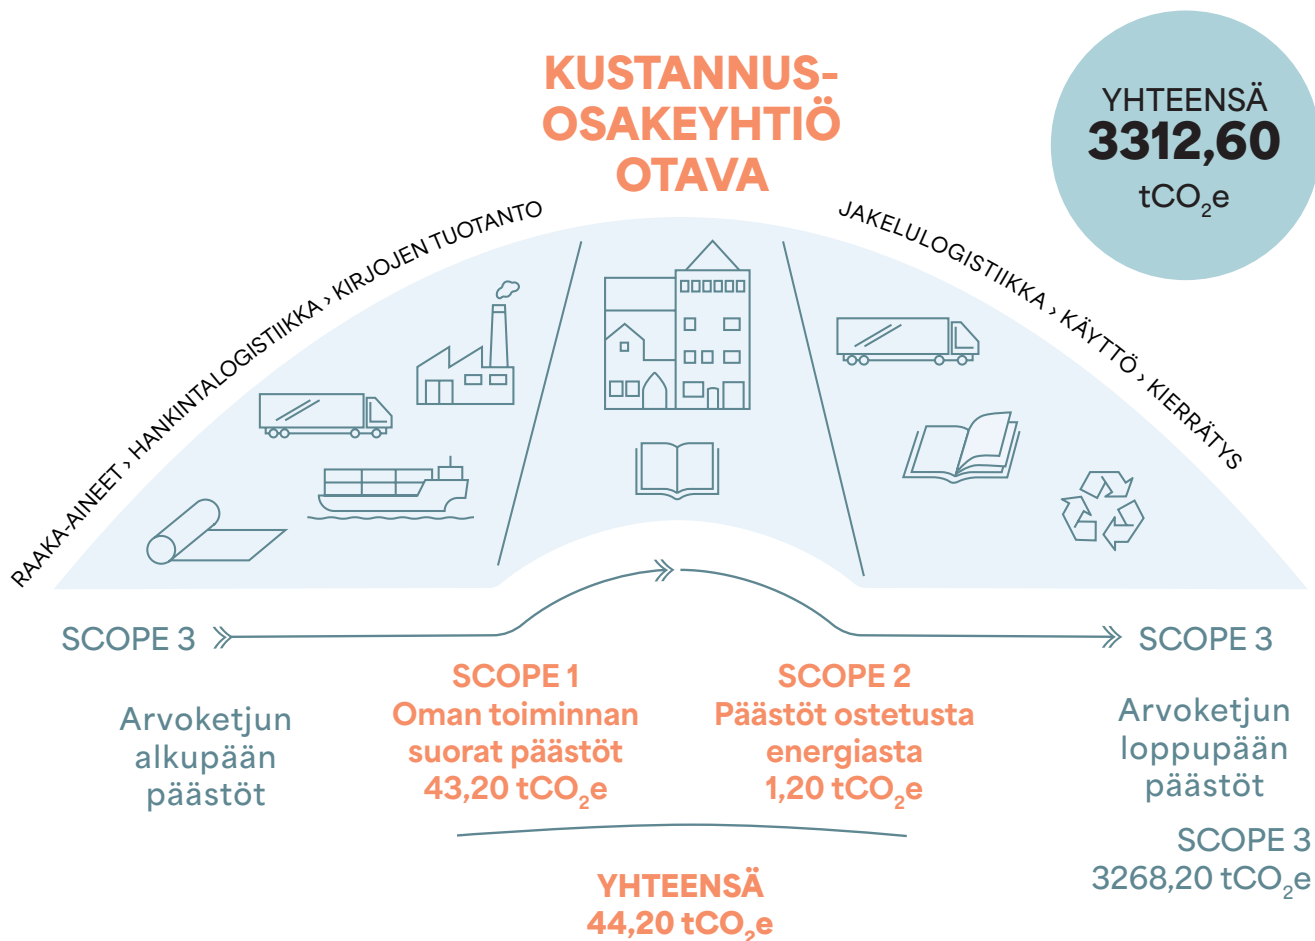 KUSTANNUS-
OSAKEYHTIÖ
OTAVA
YHTEENSÄ
3312,60
tCO₂e
RAAKA-AINEET › HANKINTALOGISTIIKKA › KIRJOJEN TUOTANTO
JAKELULOGISTIIKKA › KÄYTTÖ › KIERRÄTYS
SCOPE 3
Arvoketjun
alkupään
päästöt
SCOPE 1
Oman toiminnan
suorat päästöt
43,20 tCO₂e
SCOPE 2
Päästöt ostetusta
energiasta
1,20 tCO₂e
YHTEENSÄ
44,20 tCO₂e
SCOPE 3
Arvoketjun
loppupään
päästöt
SCOPE 3
3268,20 tCO₂e